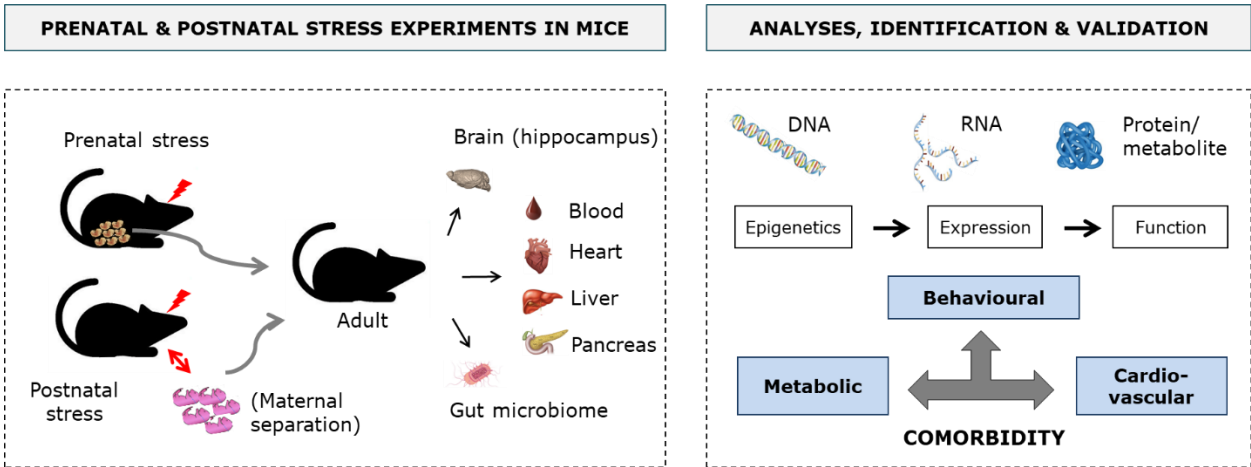 PRENATAL & POSTNATAL STRESS EXPERIMENTS IN MICE
Prenatal stress
Brain (hippocampus)
Blood
Heart
Liver
Pancreas
Adult
Postnatal
stress
(Maternal
separation)
Gut microbiome
ANALYSES, IDENTIFICATION & VALIDATION
DNA
RNA
Protein/
metabolite
Epigenetics
Expression
Function
Behavioural
Metabolic
Cardio-
vascular
COMORBIDITY